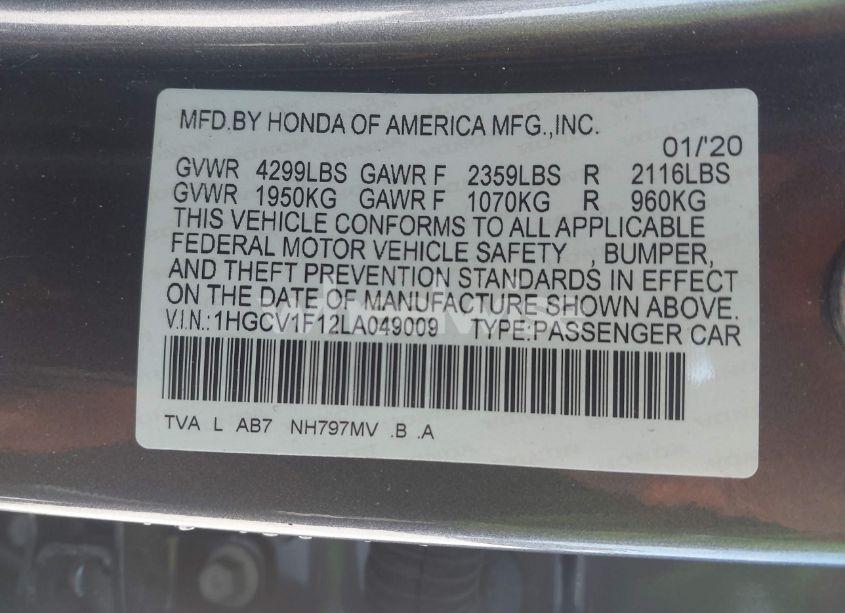 MFD.BY HONDA OF AMERICA MFG.,INC.
01/'20
GVWR 4299LBS GAWR F 2359LBS R 2116LBS
GVWR 1950KG GAWR F 1070KG R 960KG
THIS VEHICLE CONFORMS TO ALL APPLICABLE
FEDERAL MOTOR VEHICLE SAFETY , BUMPER,
AND THEFT PREVENTION STANDARDS IN EFFECT
ON THE DATE OF MANUFACTURE SHOWN ABOVE.
V.I.N.:1HGCV1F12LA049009 TYPE:PASSENGER CAR
TVA L AB7 NH797MV .B .A